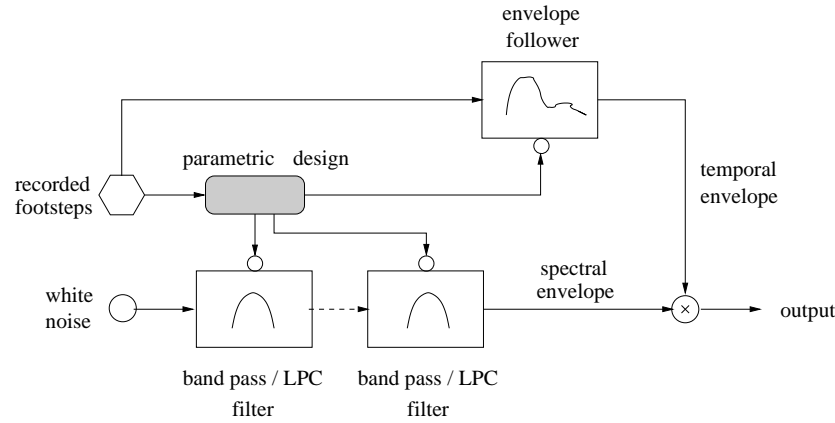 envelope
follower
parametric design
recorded
footsteps
temporal
envelope
white
noise
spectral
envelope
×
output
band pass / LPC
filter
band pass / LPC
filter